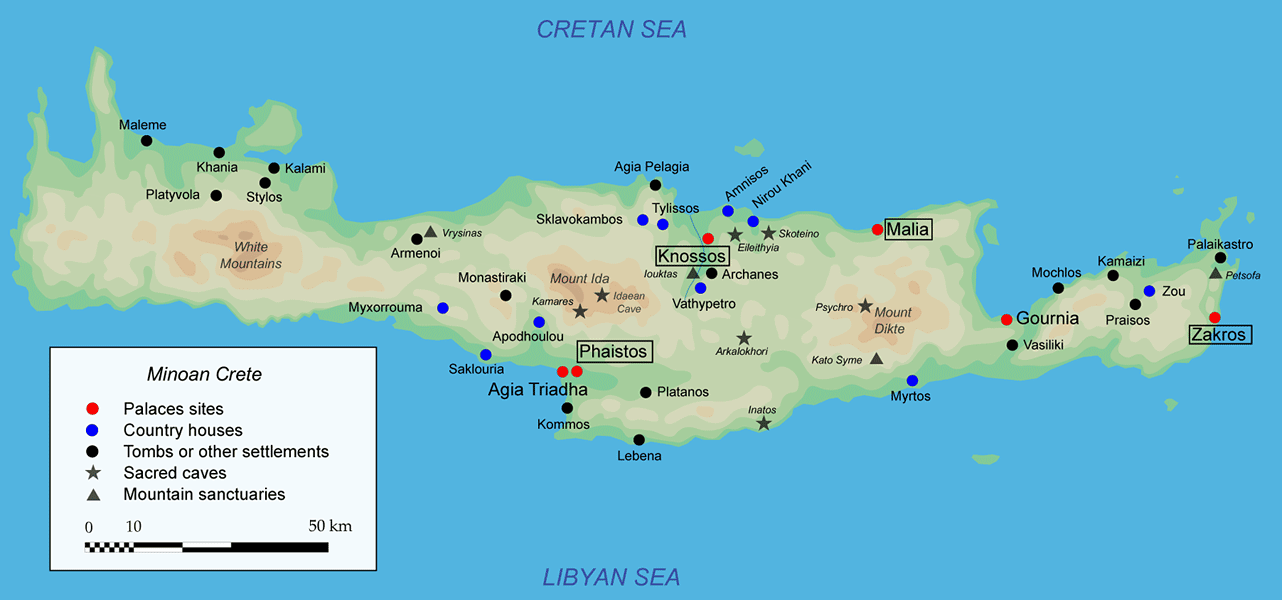 CRETAN SEA
Maleme
Khania
Kalami
Platyvola
Stylos
White
Mountains
Vrysinas
Armenoi
Agia Pelagia
Amnisos
Nirou Khani
Tylissos
Sklavokambos
Skoteino
Eileithyia
Knossos
Malia
Iouktas
Archanes
Vathypetro
Monastiraki
Mount Ida
Idaean
Cave
Kamares
Myxorrouma
Apodhoulou
Psychro
Mount
Dikte
Arkalokhori
Kato Syme
Palaikastro
Kamaizi
Mochlos
Petsofa
Zou
Praisos
Gournia
Zakros
Vasiliki
Phaistos
Saklouria
Agia Triadha
Platanos
Kommos
Inatos
Myrtos
Lebena
Minoan Crete
Palaces sites
Country houses
Tombs or other settlements
Sacred caves
Mountain sanctuaries
0 10 50 km
LIBYAN SEA